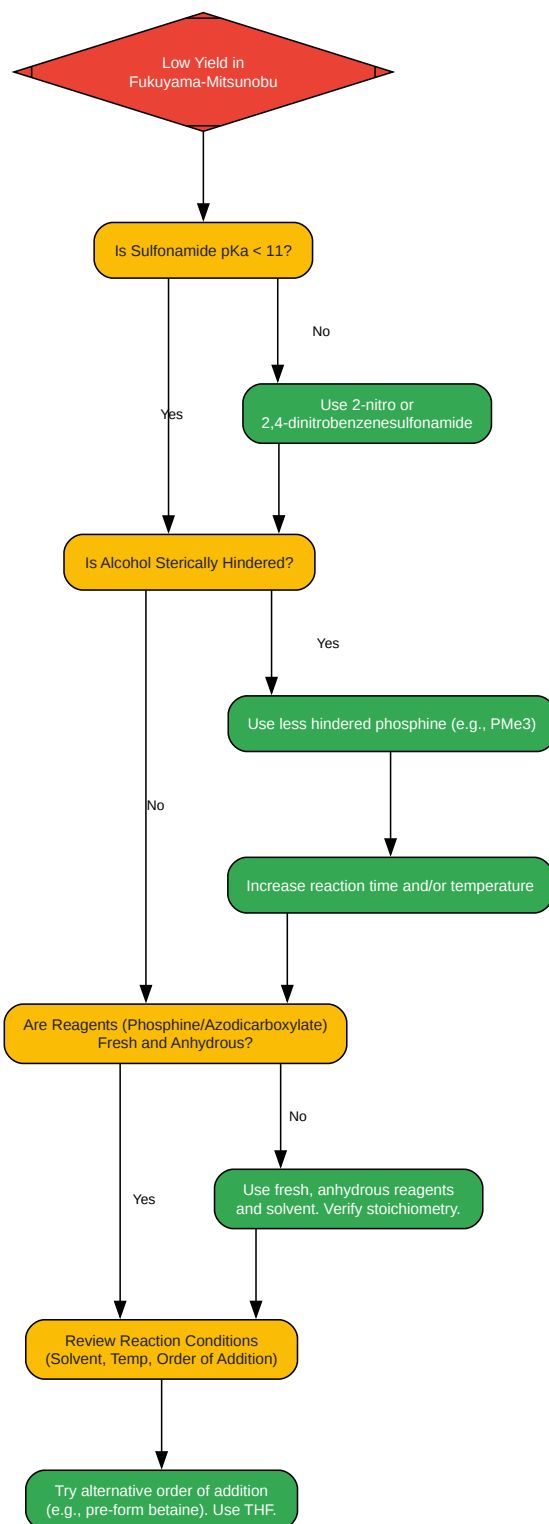 Low Yield in
Fukuyama-Mitsunobu
Is Sulfonamide pKa < 11?
No
Yes
Use 2-nitro or
2,4-dinitrobenzenesulfonamide
Is Alcohol Sterically Hindered?
Yes
Use less hindered phosphine (e.g., PMe3)
No
Increase reaction time and/or temperature
Are Reagents (Phosphine/Azodicarboxylate)
Fresh and Anhydrous?
No
Yes
Use fresh, anhydrous reagents
and solvent. Verify stoichiometry.
Review Reaction Conditions
(Solvent, Temp, Order of Addition)
Try alternative order of addition
(e.g., pre-form betaine). Use THF.